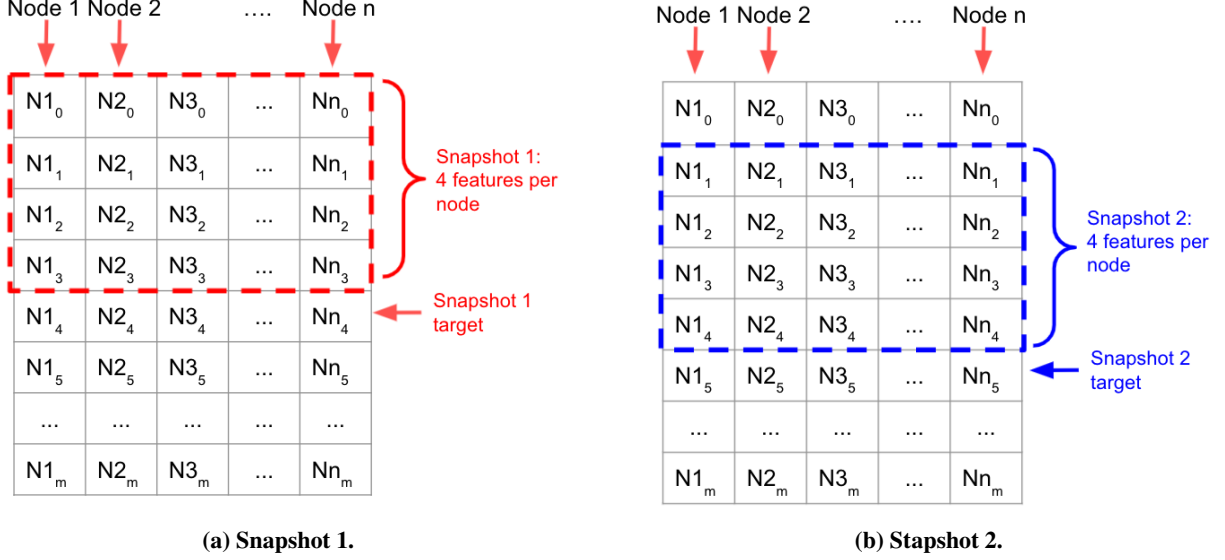 Node 1 Node 2 .... Node n
N1₀ N2₀ N3₀ ... Nn₀
N1₁ N2₁ N3₁ ... Nn₁
N1₂ N2₂ N3₂ ... Nn₂
N1₃ N2₃ N3₃ ... Nn₃
N1₄ N2₄ N3₄ ... Nn₄
N1₅ N2₅ N3₅ ... Nn₅
... ... ... ... ...
N1ₘ N2ₘ N3ₘ ... Nnₘ
Snapshot 1:
4 features per
node
Snapshot 1
target
(a) Snapshot 1.
Node 1 Node 2 .... Node n
N1₀ N2₀ N3₀ ... Nn₀
N1₁ N2₁ N3₁ ... Nn₁
N1₂ N2₂ N3₂ ... Nn₂
N1₃ N2₃ N3₃ ... Nn₃
N1₄ N2₄ N3₄ ... Nn₄
N1₅ N2₅ N3₅ ... Nn₅
... ... ... ... ...
N1ₘ N2ₘ N3ₘ ... Nnₘ
Snapshot 2:
4 features per
node
Snapshot 2
target
(b) Stapshot 2.